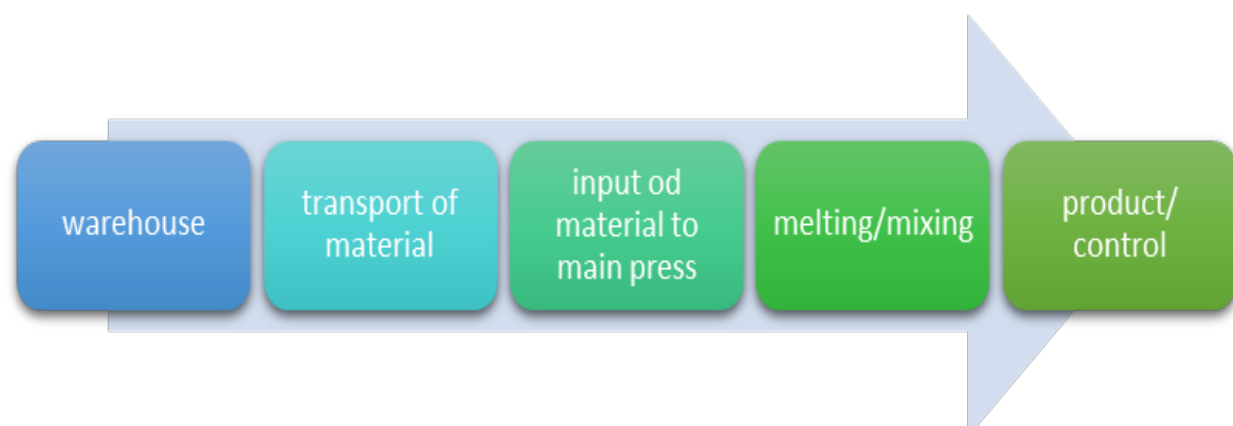 warehouse
transport of
material
input od
material to
main press
melting/mixing
product/
control